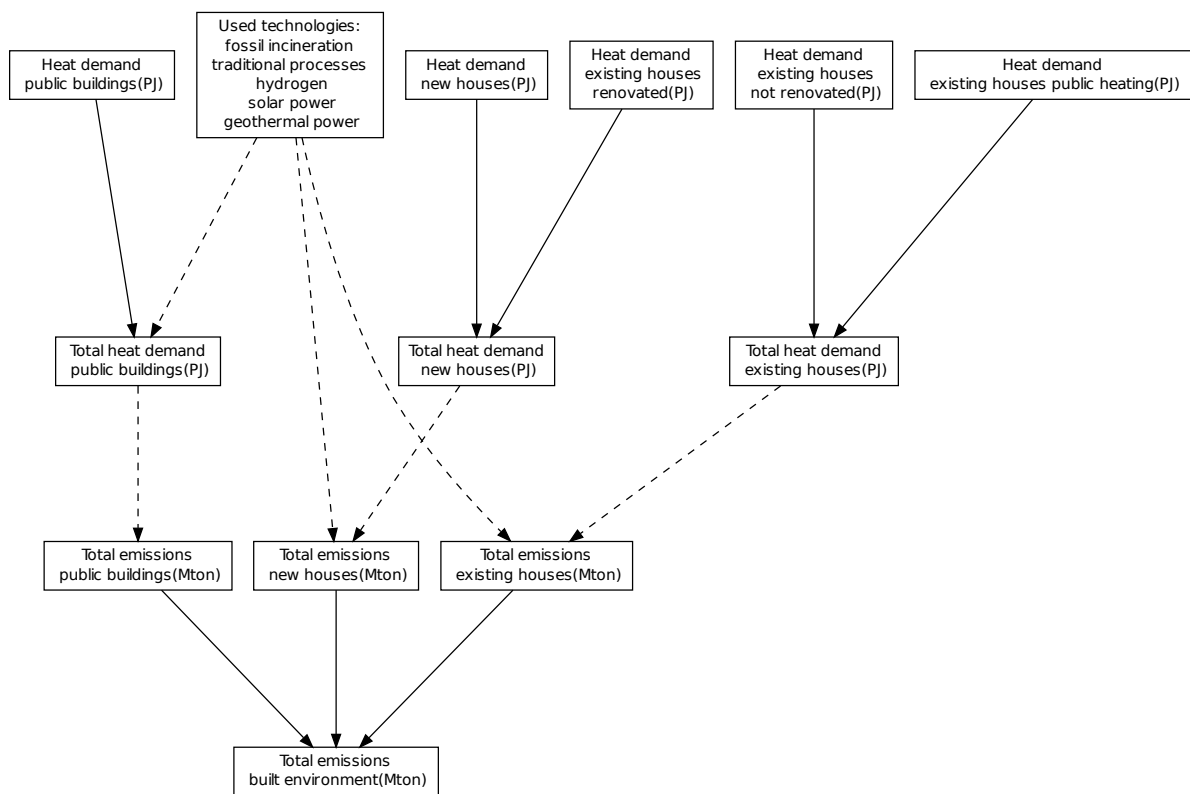 Heat demand
public buildings(PJ)
Used technologies:
fossil incineration
traditional processes
hydrogen
solar power
geothermal power
Heat demand
new houses(PJ)
Heat demand
existing houses
renovated(PJ)
Heat demand
existing houses
not renovated(PJ)
Heat demand
existing houses public heating(PJ)
Total heat demand
public buildings(PJ)
Total heat demand
new houses(PJ)
Total heat demand
existing houses(PJ)
Total emissions
public buildings(Mton)
Total emissions
new houses(Mton)
Total emissions
existing houses(Mton)
Total emissions
built environment(Mton)